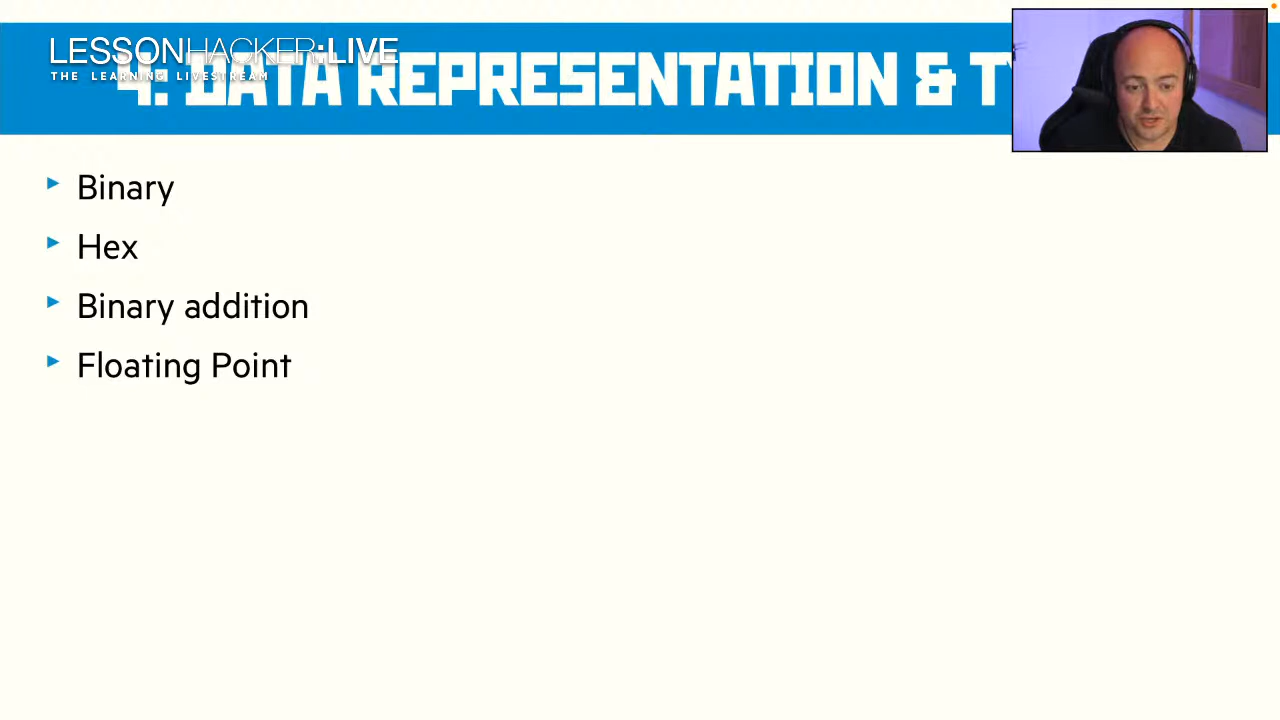 LESSONHACKER:LIVE
THE LEARNING LIVESTREAM
4: DATA REPRESENTATION &
Binary
Hex
Binary addition
Floating Point